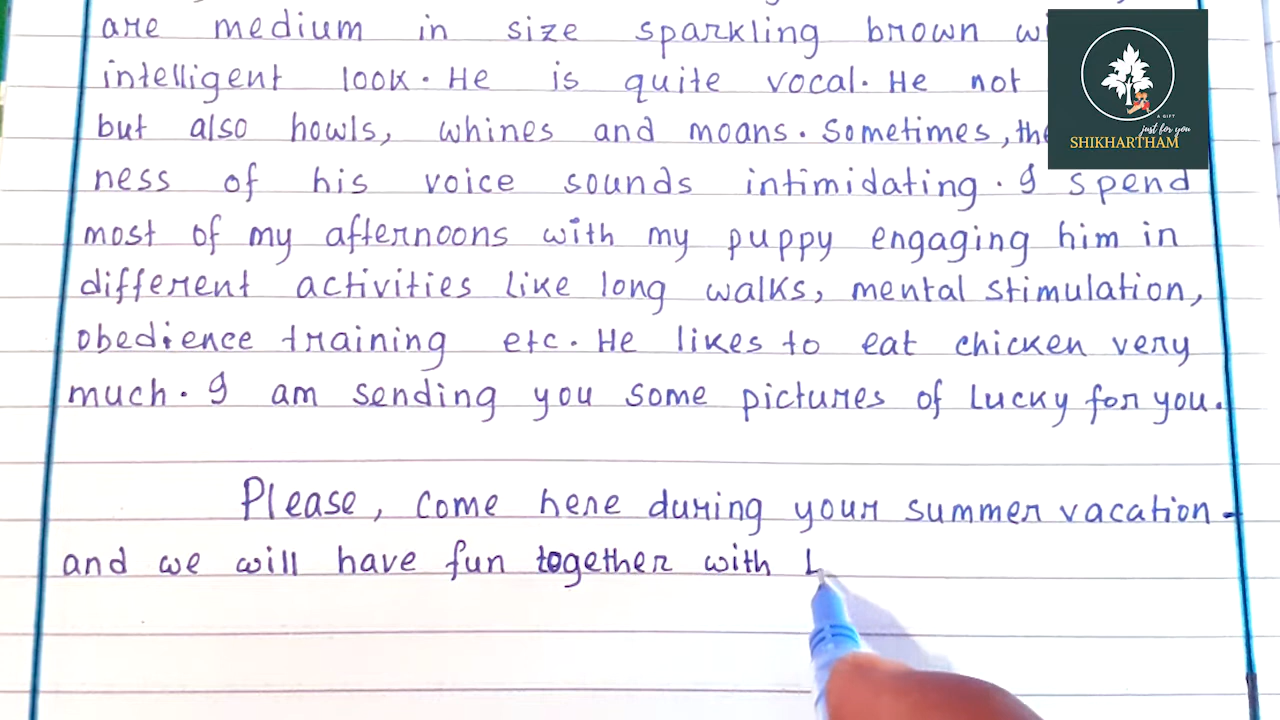 are medium in size sparkling brown
intelligent look. He is quite vocal. He not
but also howls, whines and moans. Sometimes,
ness of his voice sounds intimidating. I spend
most of my afternoons with my puppy engaging him in
different activities like long walks, mental stimulation,
obedience training etc. He likes to eat chicken very
much. I am sending you some pictures of Lucky for you.
Please, come here during your summer vacation
and we will have fun together with L
A GIFT
just for you
SHIKHARTHAM